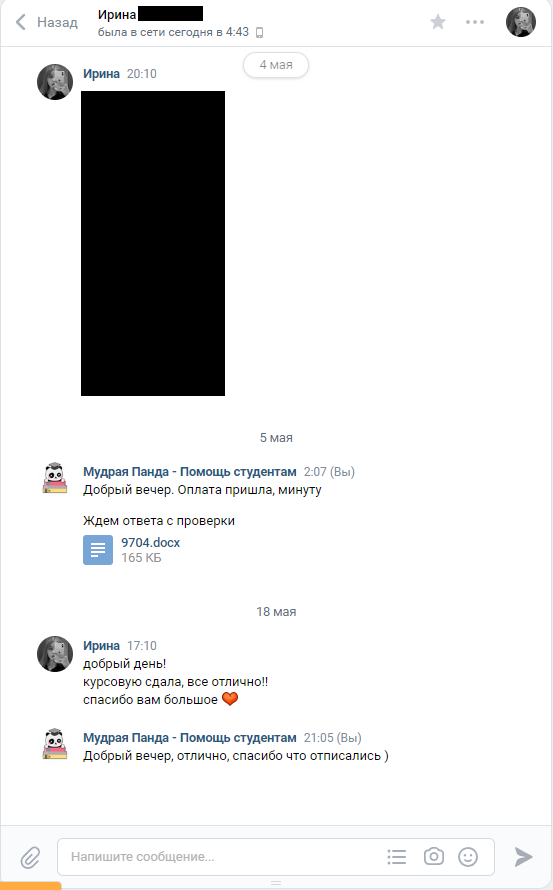 Назад
Ирина
была в сети сегодня в 4:43
4 мая
Ирина 20:10
5 мая
Мудрая Панда - Помощь студентам 2:07 (Вы)
Добрый вечер. Оплата пришла, минуту
Ждем ответа с проверки
9704.docx
165 КБ
18 мая
Ирина 17:10
добрый день!
курсовую сдала, все отлично!!
спасибо вам большое ❤
Мудрая Панда - Помощь студентам 21:05 (Вы)
Добрый вечер, отлично, спасибо что отписались )
Напишите сообщение...